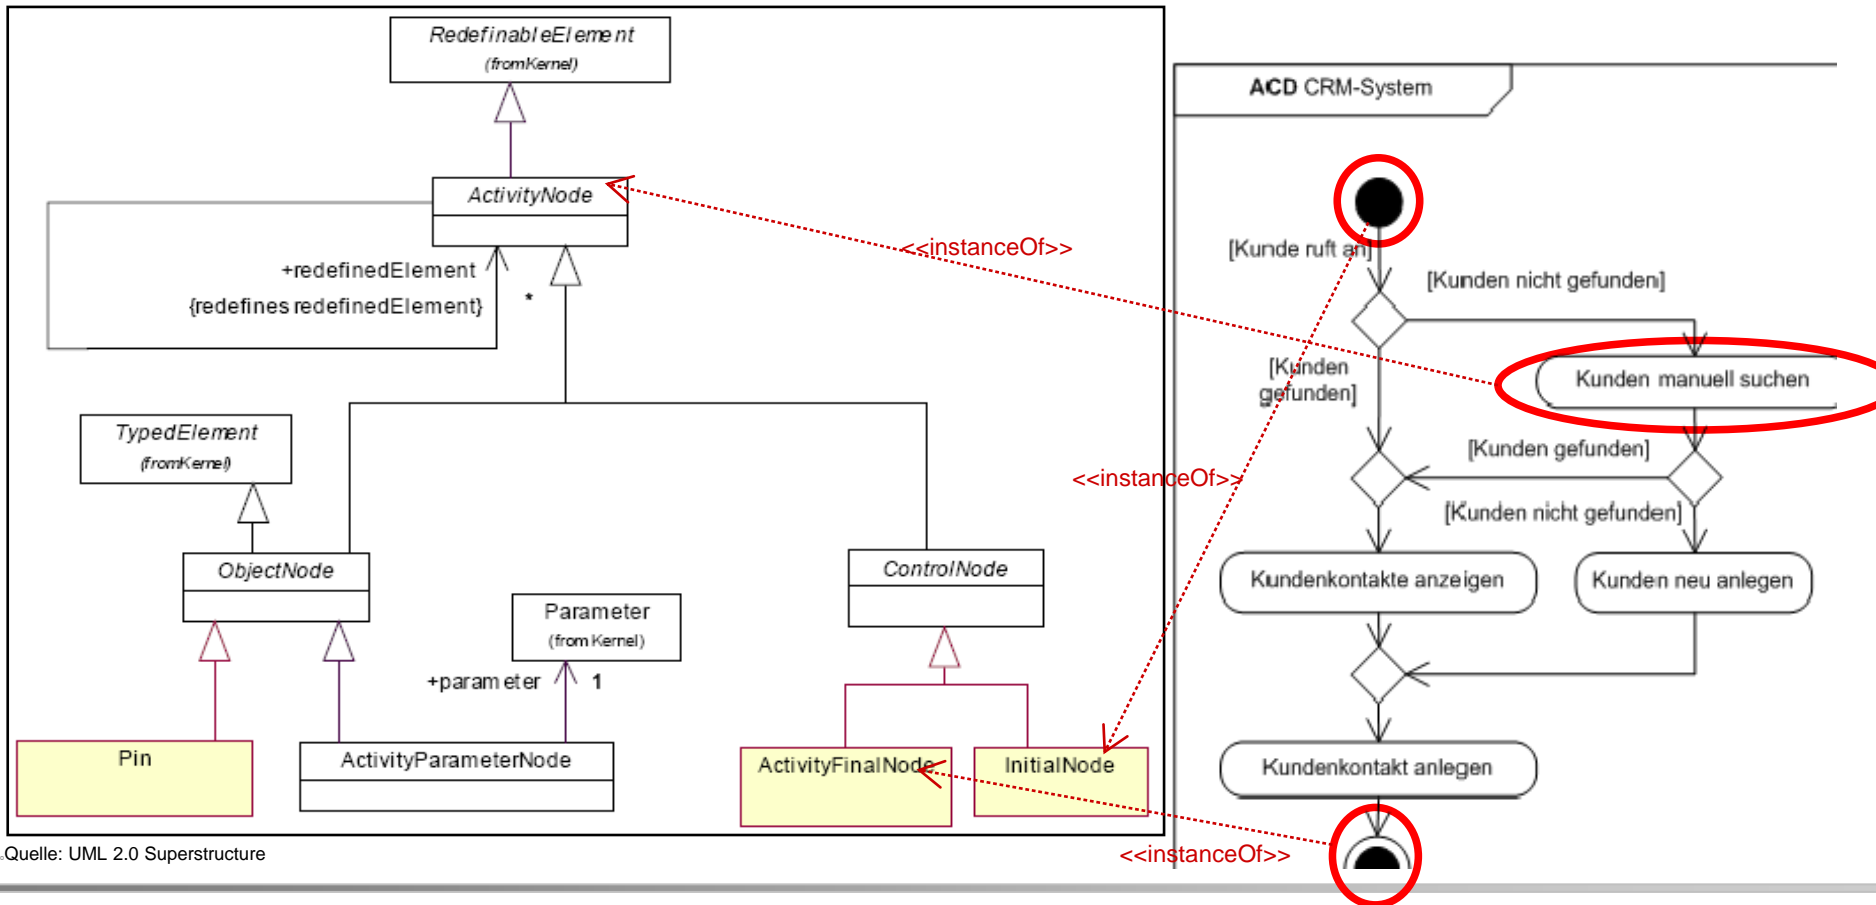 RedefinableElement
(fromKernel)
ActivityNode
+redefinedElement
{redefines redefinedElement}
*
TypedElement
(fromKernel)
ObjectNode
ControlNode
Parameter
(from Kernel)
+parameter
1
Pin
ActivityParameterNode
ActivityFinalNode
InitialNode
<<instanceOf>>
<<instanceOf>>
<<instanceOf>>
ACD CRM-System
[Kunde ruft an]
[Kunden nicht gefunden]
[Kunden
gefunden]
Kunden manuell suchen
[Kunden gefunden]
[Kunden nicht gefunden]
Kundenkontakte anzeigen
Kunden neu anlegen
Kundenkontakt anlegen
Quelle: UML 2.0 Superstructure